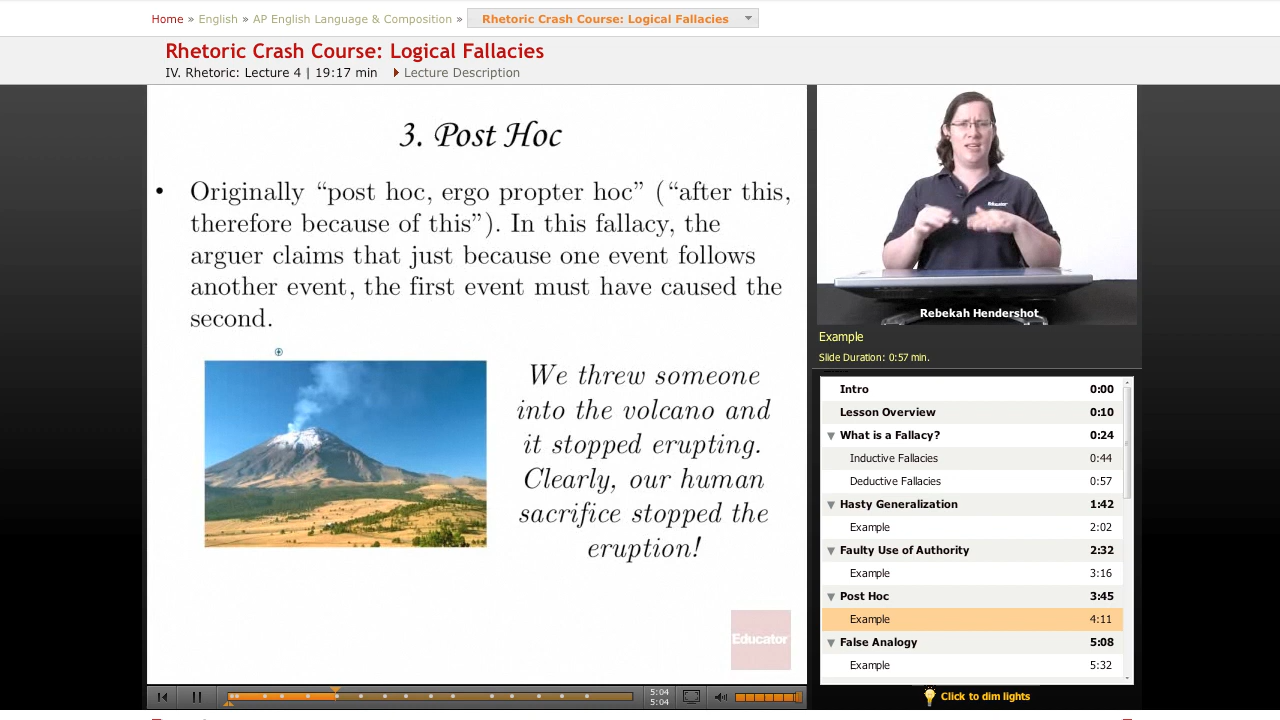 Home » English » AP English Language & Composition » Rhetoric Crash Course: Logical Fallacies
Rhetoric Crash Course: Logical Fallacies
IV. Rhetoric: Lecture 4 | 19:17 min Lecture Description
3. Post Hoc
• Originally “post hoc, ergo propter hoc” (“after this,
therefore because of this”). In this fallacy, the
arguer claims that just because one event follows
another event, the first event must have caused the
second.
We threw someone
into the volcano and
it stopped erupting.
Clearly, our human
sacrifice stopped the
eruption!
Educator
Educator
Rebekah Hendershot
Example
Slide Duration: 0:57 min.
Intro 0:00
Lesson Overview 0:10
What is a Fallacy? 0:24
Inductive Fallacies 0:44
Deductive Fallacies 0:57
Hasty Generalization 1:42
Example 2:02
Faulty Use of Authority 2:32
Example 3:16
Post Hoc 3:45
Example 4:11
False Analogy 5:08
Example 5:32
5:04
5:04
Click to dim lights